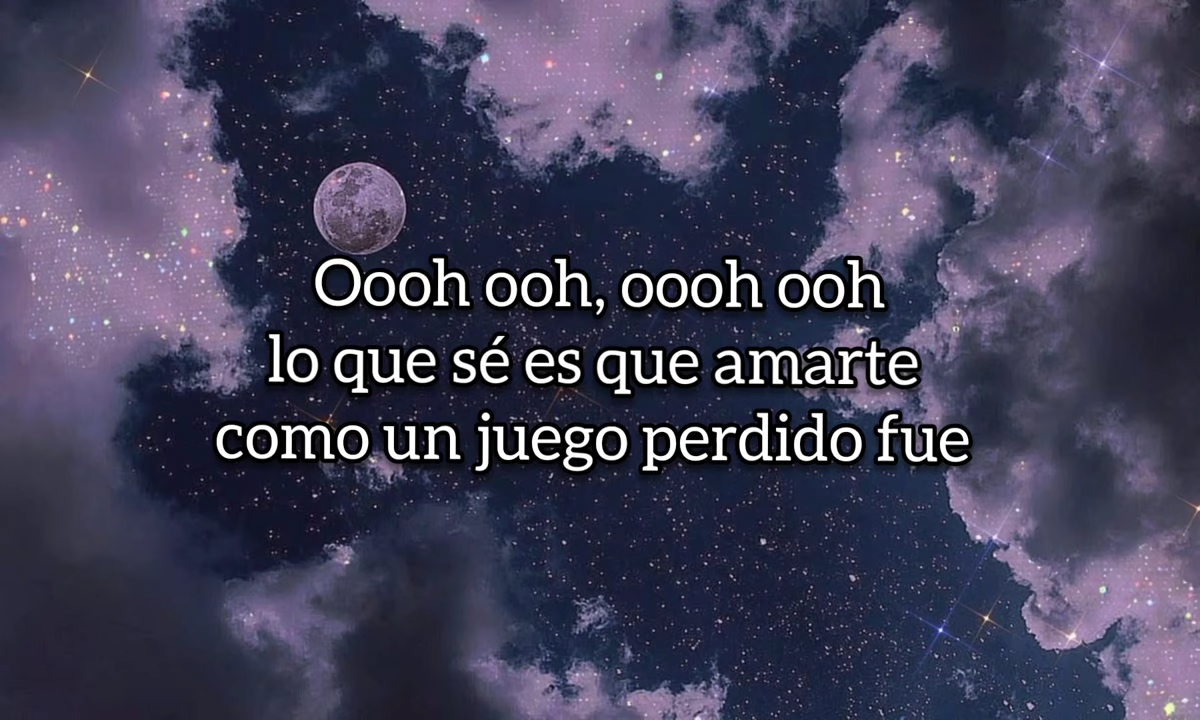 Oooh ooh, oooh ooh
lo que sé es que amarte
como un juego perdido fue